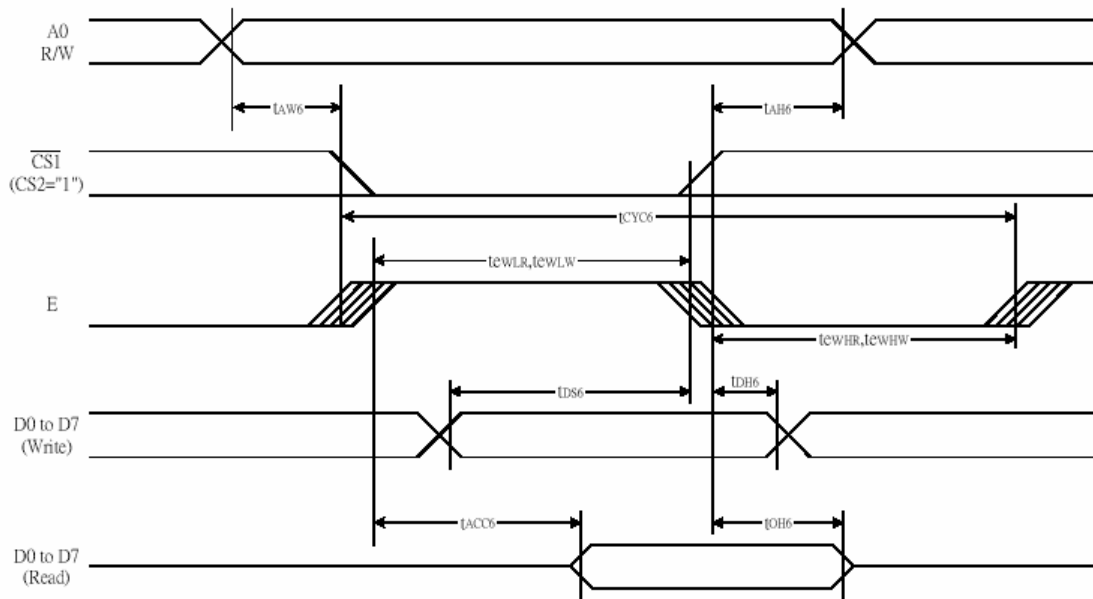 A0
R/W
tAW6
tAH6
CS1
(CS2="1")
tCYC6
tewLR,tewLW
E
tewHR,tewHW
tDS6
tDH6
D0 to D7
(Write)
tACC6
tOH6
D0 to D7
(Read)